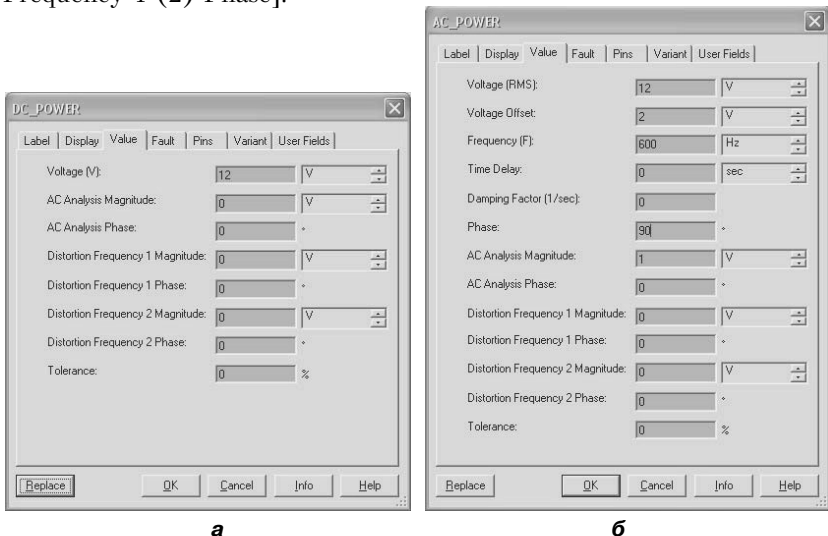 Frequency 1 (2) Phase].
DC_POWER
Label Display Value Fault Pins Variant User Fields
Voltage (V): 12 V
AC Analysis Magnitude: 0 V
AC Analysis Phase: 0 °
Distortion Frequency 1 Magnitude: 0 V
Distortion Frequency 1 Phase: 0 °
Distortion Frequency 2 Magnitude: 0 V
Distortion Frequency 2 Phase: 0 °
Tolerance: 0 %
Replace OK Cancel Info Help
а
AC_POWER
Label Display Value Fault Pins Variant User Fields
Voltage (RMS): 12 V
Voltage Offset: 2 V
Frequency (F): 600 Hz
Time Delay: 0 sec
Damping Factor (1/sec): 0
Phase: 90 °
AC Analysis Magnitude: 1 V
AC Analysis Phase: 0 °
Distortion Frequency 1 Magnitude: 0 V
Distortion Frequency 1 Phase: 0 °
Distortion Frequency 2 Magnitude: 0 V
Distortion Frequency 2 Phase: 0 °
Tolerance: 0 %
Replace OK Cancel Info Help
б